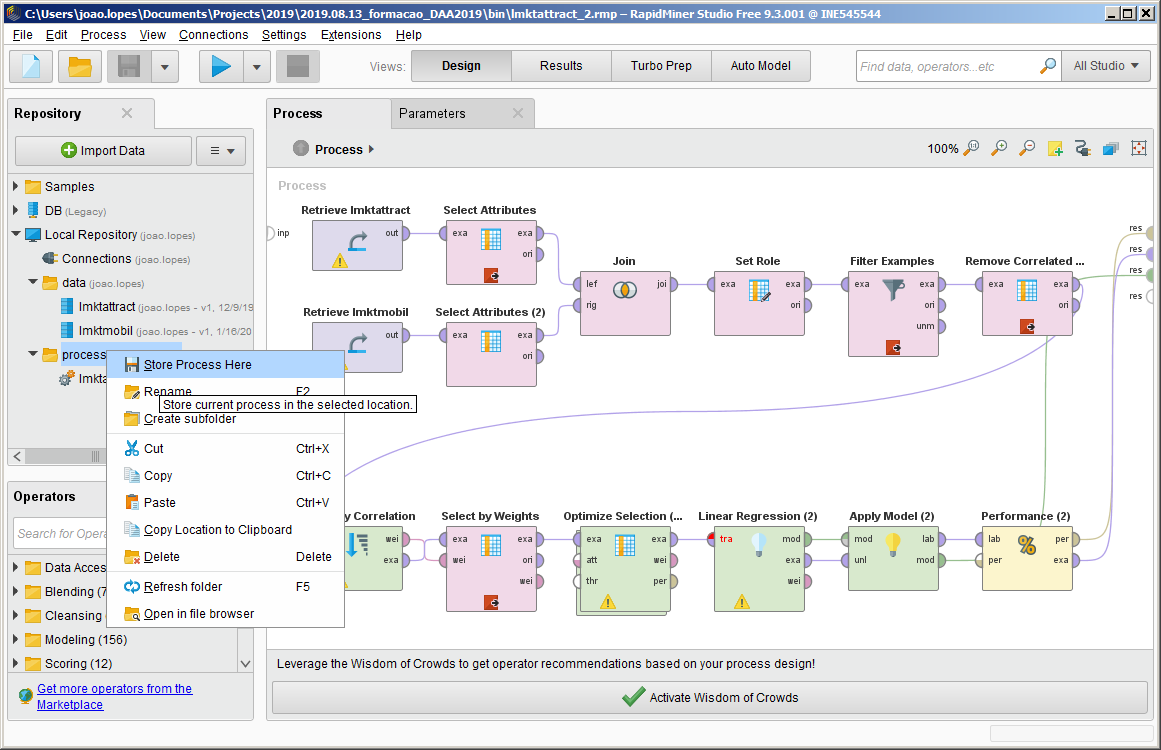 C:\Users\joao.lopes\Documents\Projects\2019\2019.08.13_formacao_DAA2019\bin\lmktattract_2.rmp – RapidMiner Studio Free 9.3.001 @ INE545544
File Edit Process View Connections Settings Extensions Help
Views: Design Results Turbo Prep Auto Model Find data, operators...etc All Studio
Repository
Import Data
Samples
DB (Legacy)
Local Repository (joao.lopes)
Connections (joao.lopes)
data (joao.lopes)
lmktattract (joao.lopes - v1, 12/9/19
lmktmobil (joao.lopes - v1, 1/16/20
process
lmkta
Store Process Here
Rename F2
Store current process in the selected location.
Create subfolder
Cut Ctrl+X
Copy Ctrl+C
Paste Ctrl+V
Copy Location to Clipboard
Delete Delete
Refresh folder F5
Open in file browser
Operators
Search for Opera
Data Acces
Blending (7
Cleansing
Modeling (156)
Scoring (12)
Get more operators from the
Marketplace
Process Parameters
Process 100%
Process
Retrieve lmktattract Select Attributes
inp out exa exa res
ori res
Join Set Role Filter Examples Remove Correlated ...
res
lef joi exa exa exa exa exa exa
rig ori ori ori res
unm
Retrieve lmktmobil Select Attributes (2)
out exa exa
ori
y Correlation Select by Weights Optimize Selection (... Linear Regression (2) Apply Model (2) Performance (2)
wei exa exa exa exa tra mod mod lab lab per
exa wei ori att wei exa unl mod per exa
wei thr per wei
Leverage the Wisdom of Crowds to get operator recommendations based on your process design!
Activate Wisdom of Crowds